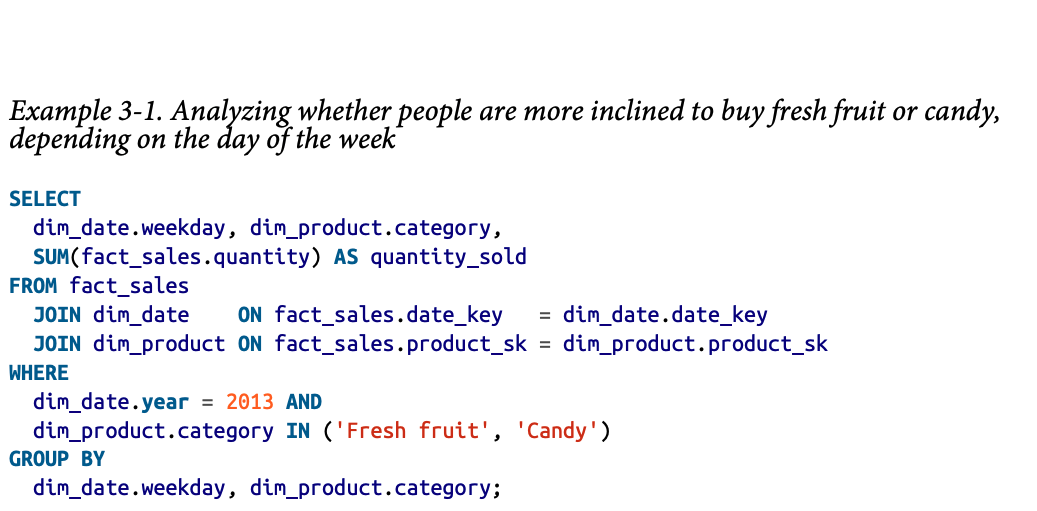 Example 3-1. Analyzing whether people are more inclined to buy fresh fruit or candy,
depending on the day of the week
SELECT
  dim_date.weekday, dim_product.category,
  SUM(fact_sales.quantity) AS quantity_sold
FROM fact_sales
  JOIN dim_date    ON fact_sales.date_key   = dim_date.date_key
  JOIN dim_product ON fact_sales.product_sk = dim_product.product_sk
WHERE
  dim_date.year = 2013 AND
  dim_product.category IN ('Fresh fruit', 'Candy')
GROUP BY
  dim_date.weekday, dim_product.category;